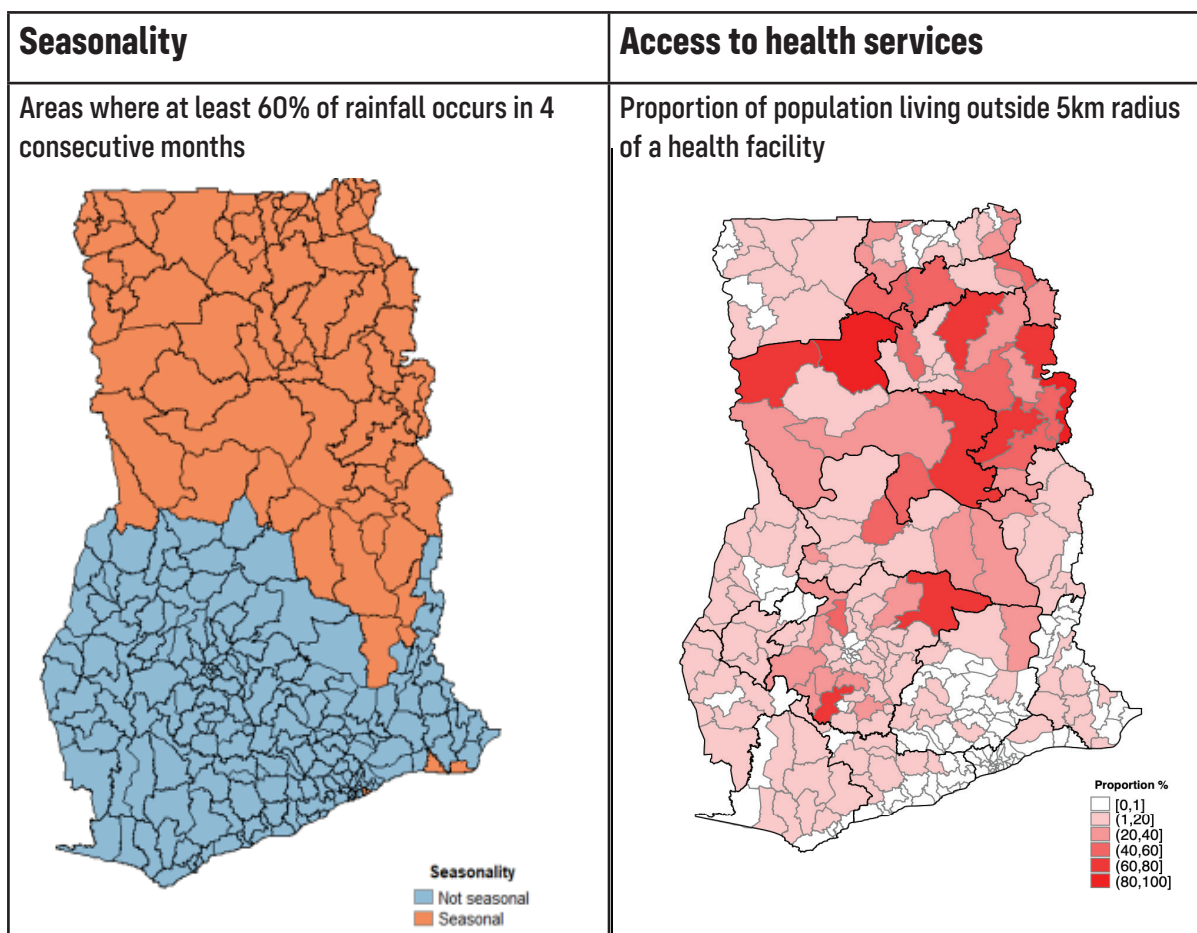 Seasonality
Areas where at least 60% of rainfall occurs in 4
consecutive months
Seasonality
Not seasonal
Seasonal
Access to health services
Proportion of population living outside 5km radius
of a health facility
Proportion %
[0,1]
(1,20]
(20,40]
(40,60]
(60,80]
(80,100]